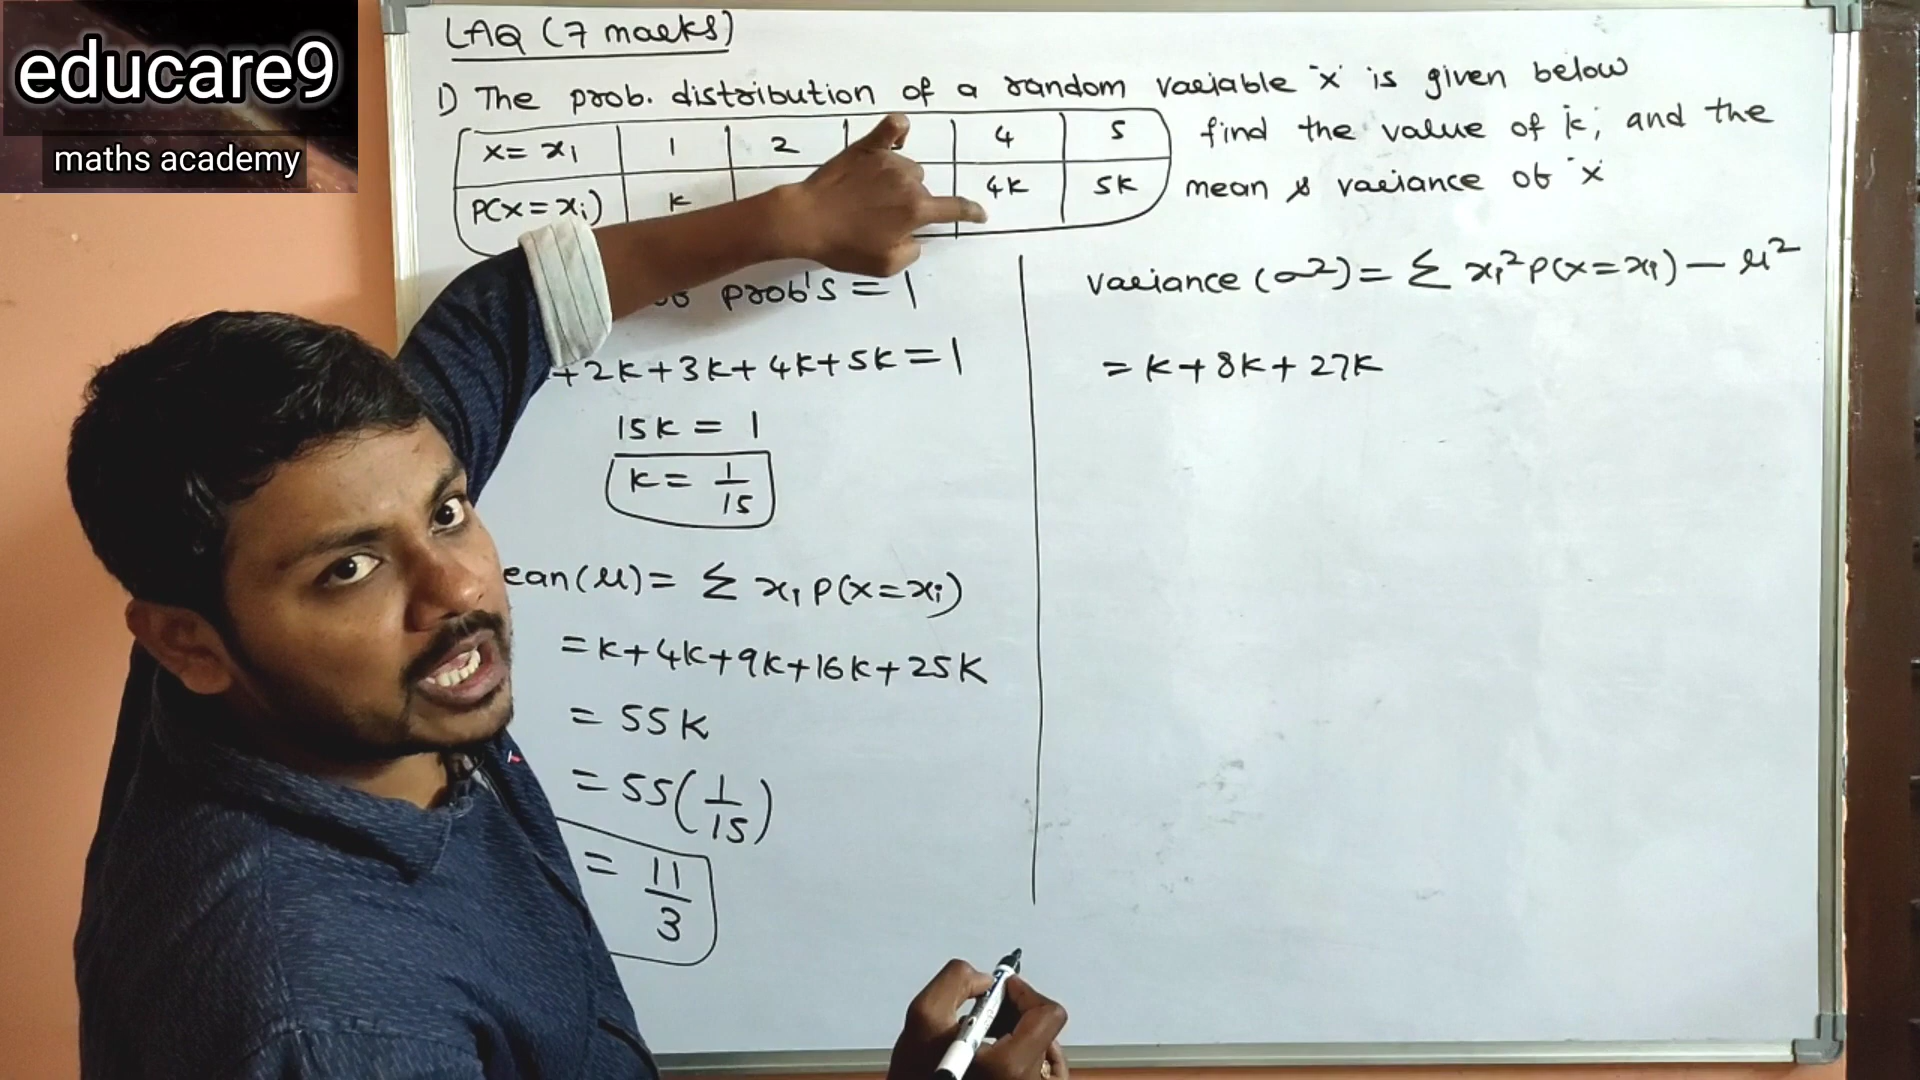 educare9
maths academy
LAQ (7 marks)
1) The prob. distribution of a random variable 'x' is given below
x = xi 1 2 4 5
P(x = xi) k 4k 5k
find the value of k; and the
mean & variance of 'x'
prob's = 1
+ 2k + 3k + 4k + 5k = 1
15k = 1
k = 1/15
ean (μ) = Σ xi P(x = xi)
= k + 4k + 9k + 16k + 25k
= 55k
= 55(1/15)
= 11/3
variance (σ²) = Σ xi² P(x = xi) − μ²
= k + 8k + 27k